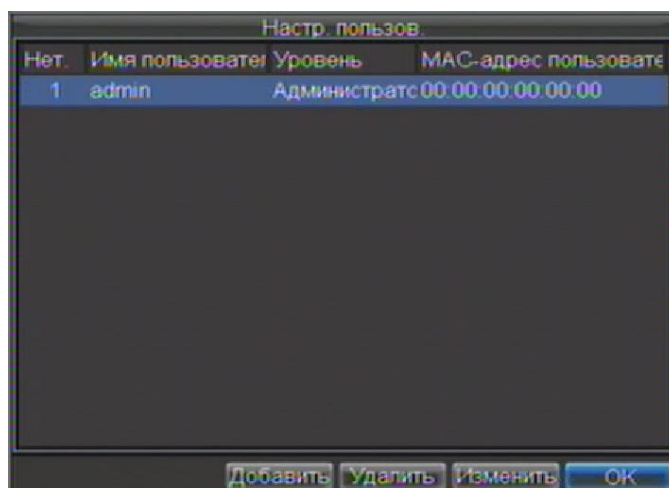 Настр. пользов.
Нет. Имя пользовател Уровень МАС-адрес пользовате
1 admin Администратс 00:00:00:00:00:00
Добавить Удалить Изменить OK